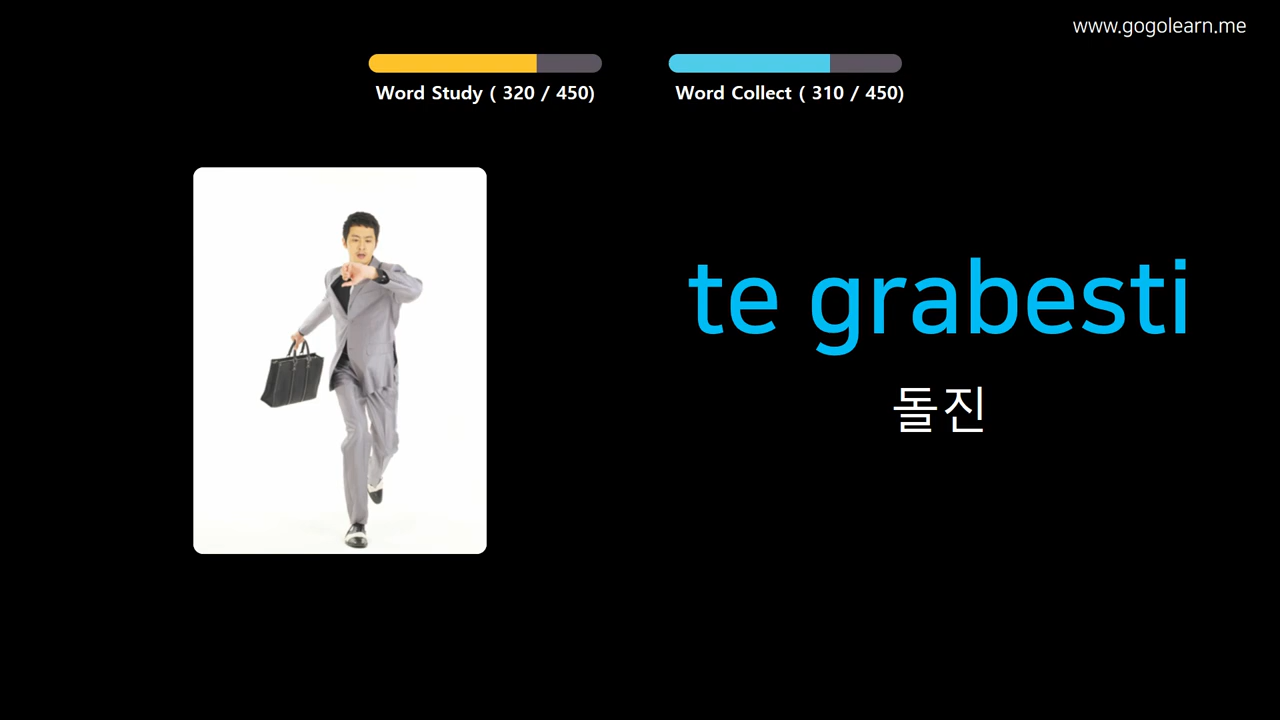 www.gogolearn.me
Word Study ( 320 / 450)
Word Collect ( 310 / 450)
te grabesti
돌진